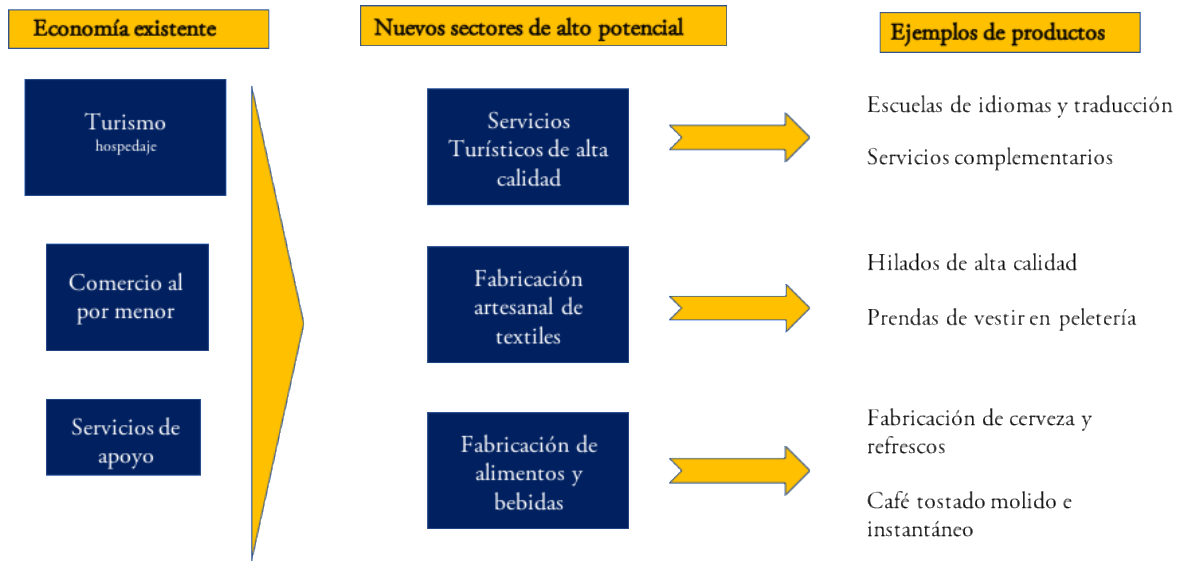 Economía existente
Nuevos sectores de alto potencial
Ejemplos de productos
Turismo
hospedaje
Comercio al
por menor
Servicios de
apoyo
Servicios
Turísticos de alta
calidad
Fabricación
artesanal de
textiles
Fabricación de
alimentos y
bebidas
Escuelas de idiomas y traducción
Servicios complementarios
Hilados de alta calidad
Prendas de vestir en peletería
Fabricación de cerveza y
refrescos
Café tostado molido e
instantáneo